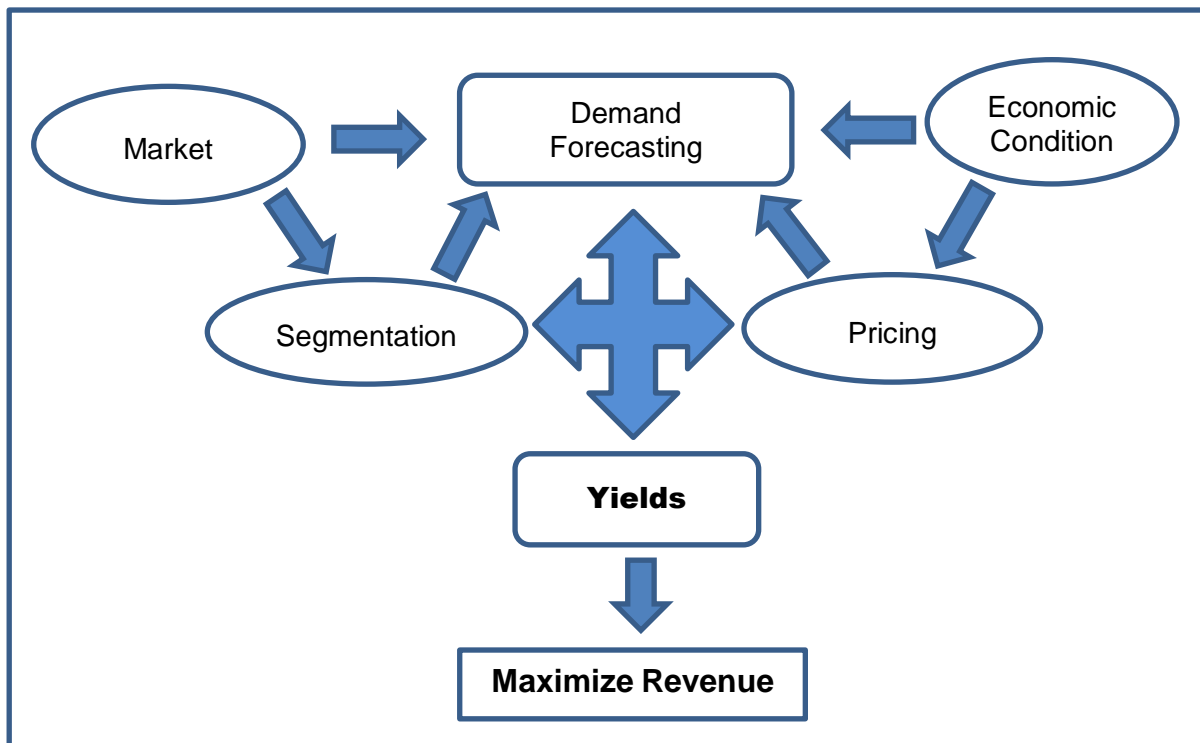 Market
Demand
Forecasting
Economic
Condition
Segmentation
Pricing
Yields
Maximize Revenue